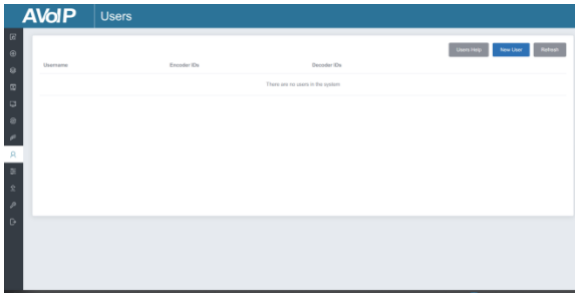 AVoIP
Users
Users Help
New User
Refresh
Username
Encoder IDs
Decoder IDs
There are no users in the system